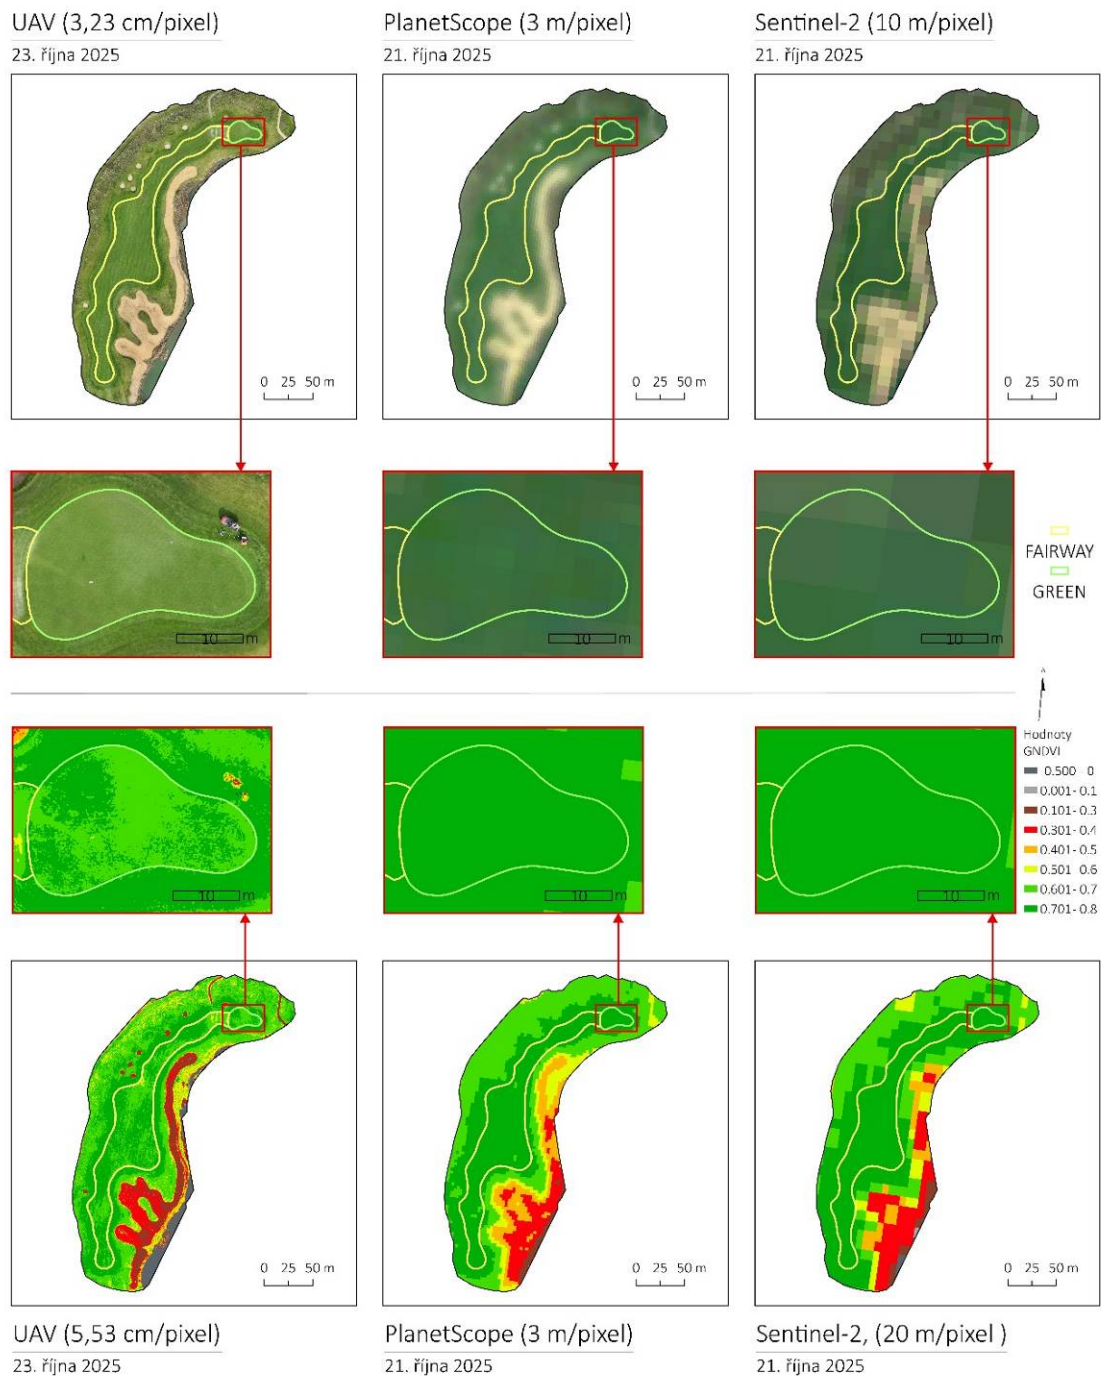 UAV (3,23 cm/pixel)
23. října 2025
PlanetScope (3 m/pixel)
21. října 2025
Sentinel-2 (10 m/pixel)
21. října 2025
0 25 50 m
0 25 50 m
0 25 50 m
FAIRWAY
GREEN
10 m
10 m
10 m
Hodnoty
GNDVI
0.500 0
0.001- 0.1
0.101- 0.3
0.301- 0.4
0.401- 0.5
0.501 0.6
0.601- 0.7
0.701- 0.8
10 m
10 m
10 m
0 25 50 m
0 25 50 m
0 25 50 m
UAV (5,53 cm/pixel)
23. října 2025
PlanetScope (3 m/pixel)
21. října 2025
Sentinel-2, (20 m/pixel )
21. října 2025